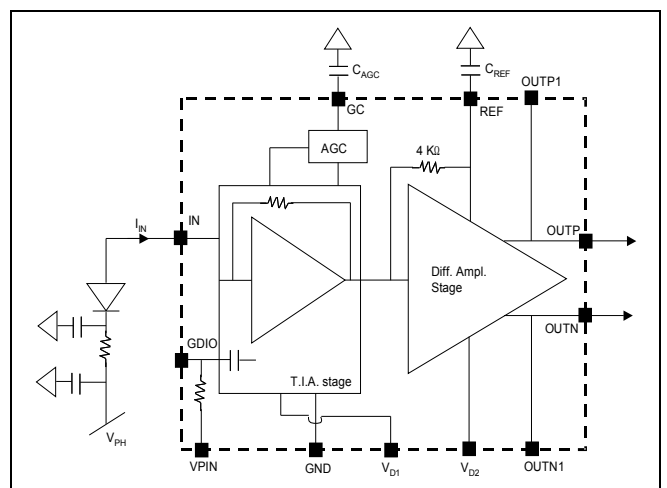 C_AGC
C_REF
OUTP1
GC
REF
AGC
4 KΩ
I_IN
IN
OUTP
Diff. Ampl.
Stage
OUTN
GDIO
T.I.A. stage
V_PH
VPIN
GND
V_D1
V_D2
OUTN1